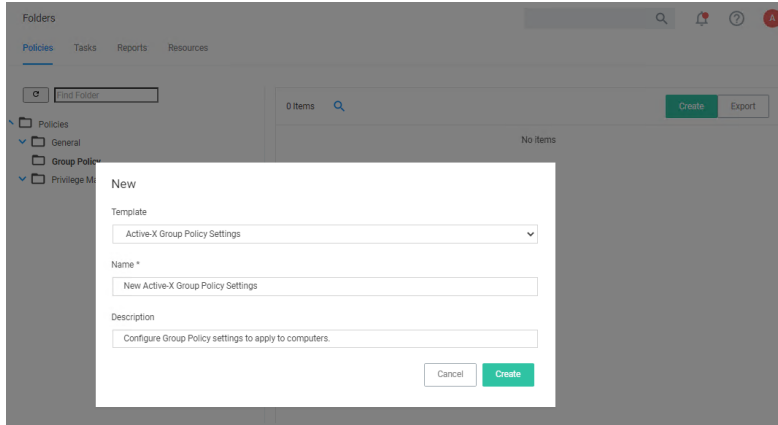 Folders
A
Policies
Tasks
Reports
Resources
Find Folder
0 Items
Create
Export
Policies
No items
General
Group Policy
Privilege Ma
New
Template
Active-X Group Policy Settings
Name *
New Active-X Group Policy Settings
Description
Configure Group Policy settings to apply to computers.
Cancel
Create